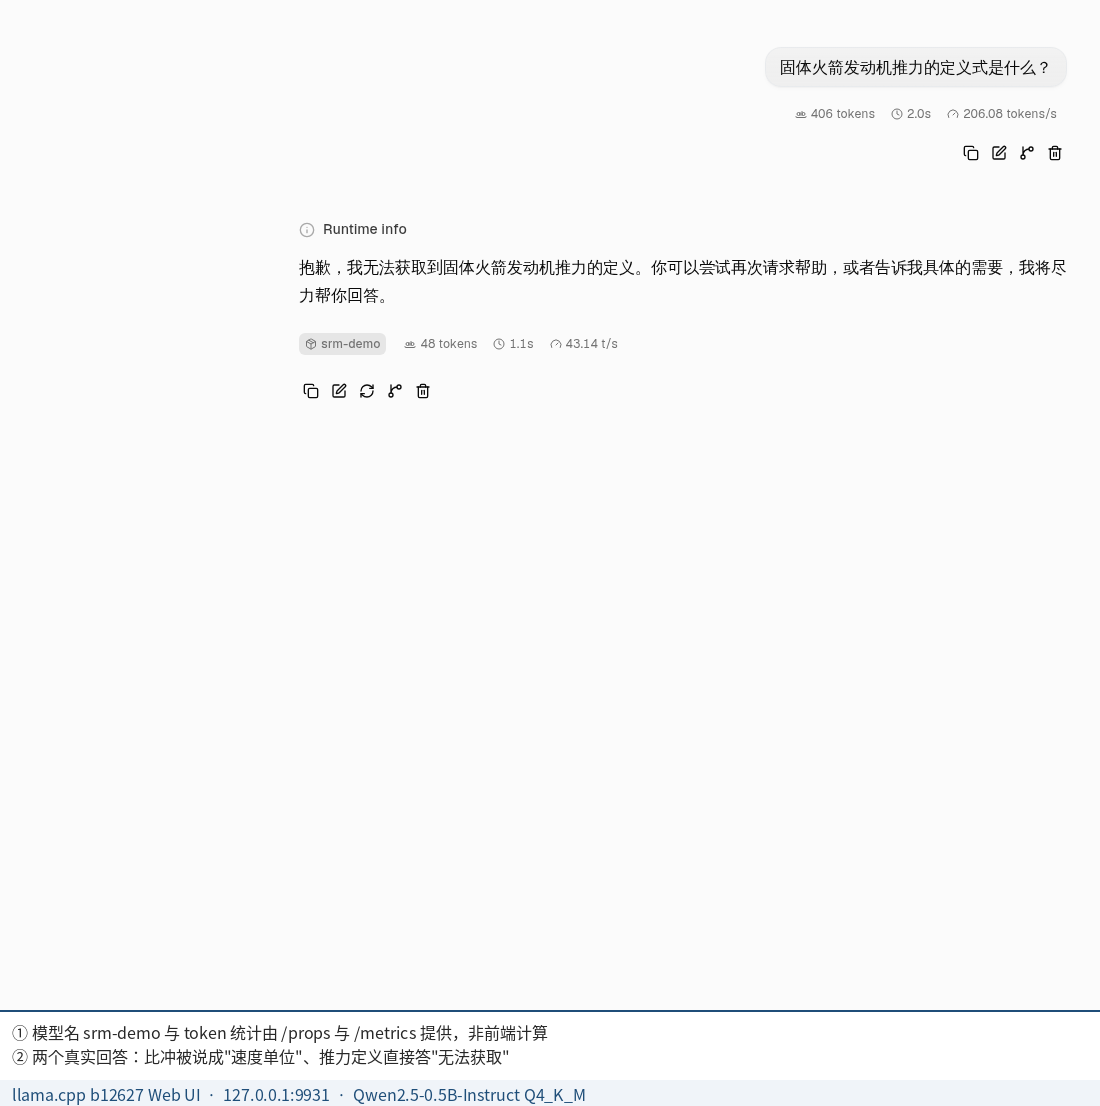 固体火箭发动机推力的定义式是什么？
406 tokens 2.0s 206.08 tokens/s
Runtime info
抱歉，我无法获取到固体火箭发动机推力的定义。你可以尝试再次请求帮助，或者告诉我具体的需要，我将尽
力帮你回答。
srm-demo 48 tokens 1.1s 43.14 t/s
① 模型名 srm-demo 与 token 统计由 /props 与 /metrics 提供，非前端计算
② 两个真实回答：比冲被说成"速度单位"、推力定义直接答"无法获取"
llama.cpp b12627 Web UI · 127.0.0.1:9931 · Qwen2.5-0.5B-Instruct Q4_K_M